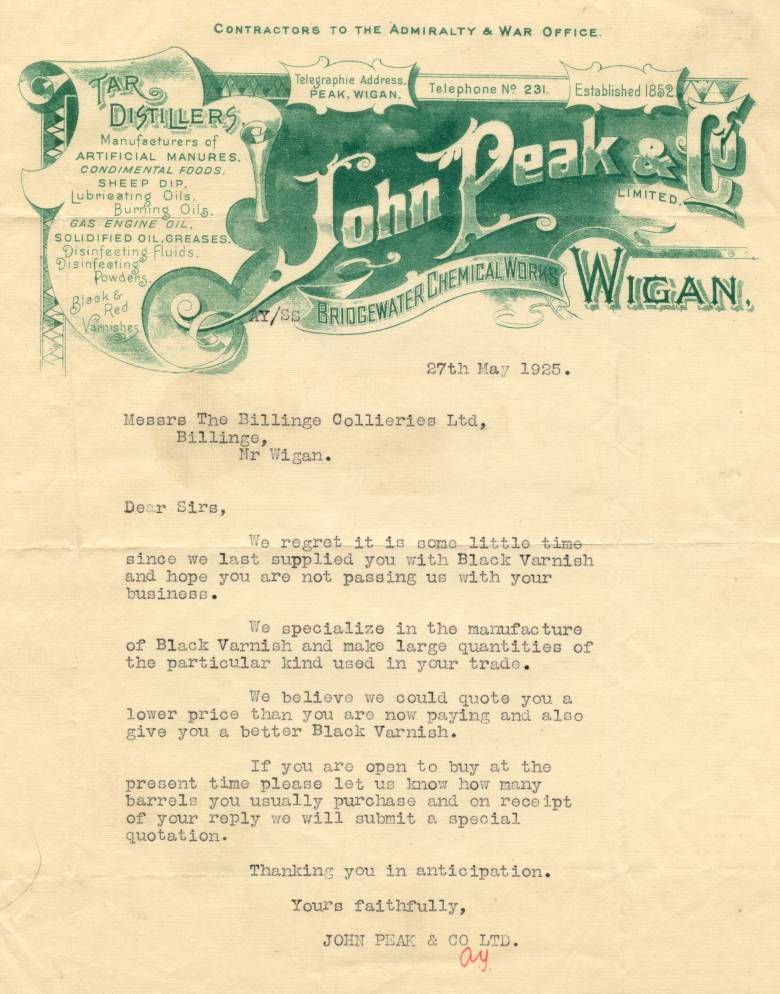 CONTRACTORS TO THE ADMIRALTY & WAR OFFICE.
TAR
DISTILLERS.
Manufacturers of
ARTIFICIAL MANURES.
CONDIMENTAL FOODS,
SHEEP DIP,
Lubricating Oils,
Burning Oils,
GAS ENGINE OIL,
SOLIDIFIED OIL, GREASES.
Disinfecting Fluids,
Disinfecting
Powders,
Black &
Red
Varnishes
Telegraphic Address,
PEAK, WIGAN.
Telephone No 231.
Established 1852
John Peak & Co
LIMITED.
BRIDGEWATER CHEMICAL WORKS
WIGAN.
AY/SS
27th May 1925.
Messrs The Billinge Collieries Ltd,
Billinge,
Nr Wigan.
Dear Sirs,
We regret it is some little time
since we last supplied you with Black Varnish
and hope you are not passing us with your
business.
We specialize in the manufacture
of Black Varnish and make large quantities of
the particular kind used in your trade.
We believe we could quote you a
lower price than you are now paying and also
give you a better Black Varnish.
If you are open to buy at the
present time please let us know how many
barrels you usually purchase and on receipt
of your reply we will submit a special
quotation.
Thanking you in anticipation.
Yours faithfully,
JOHN PEAK & CO LTD.
ay.